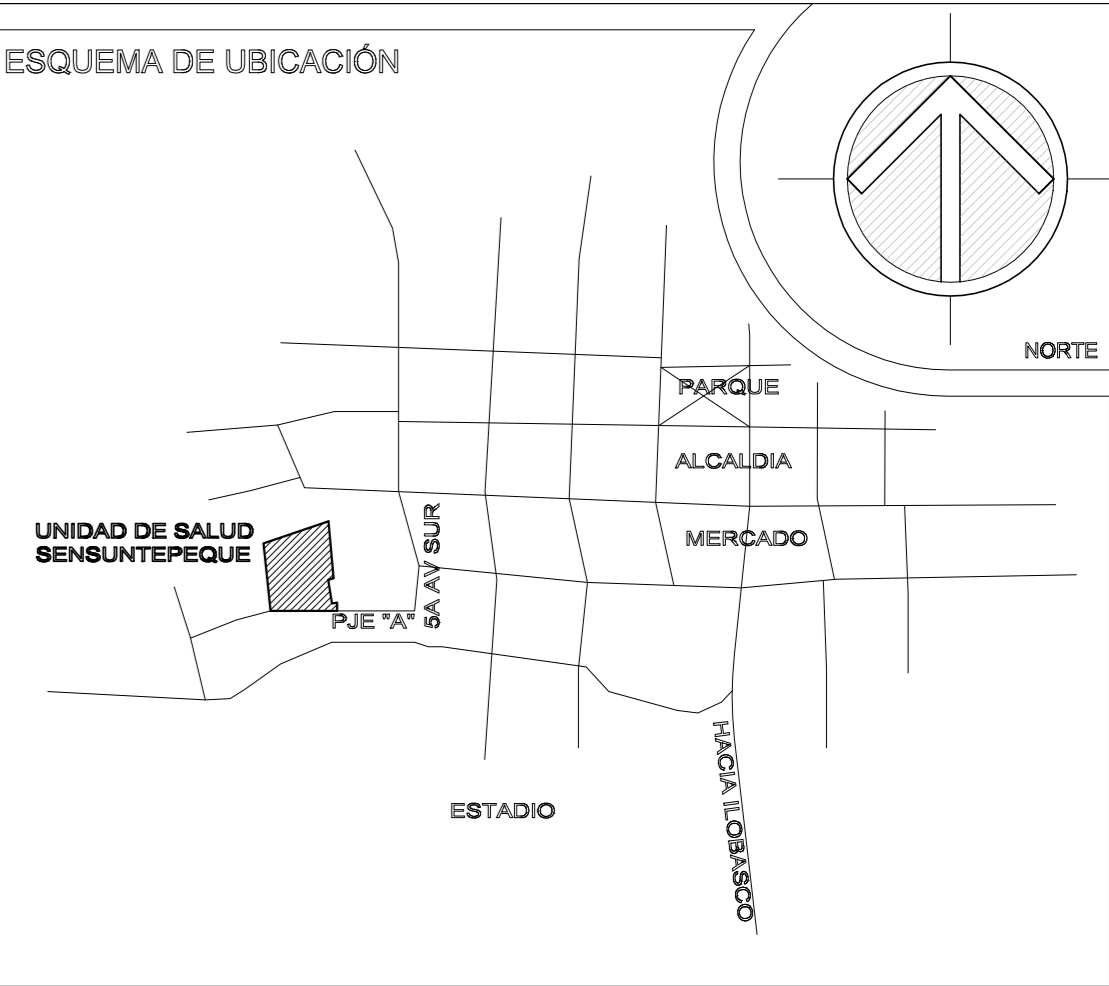 ESQUEMA DE UBICACIÓN
NORTE
PARQUE
ALCALDIA
UNIDAD DE SALUD
SENSUNTEPEQUE
MERCADO
5A AV SUR
PJE "A"
HACIA ILOBASCO
ESTADIO